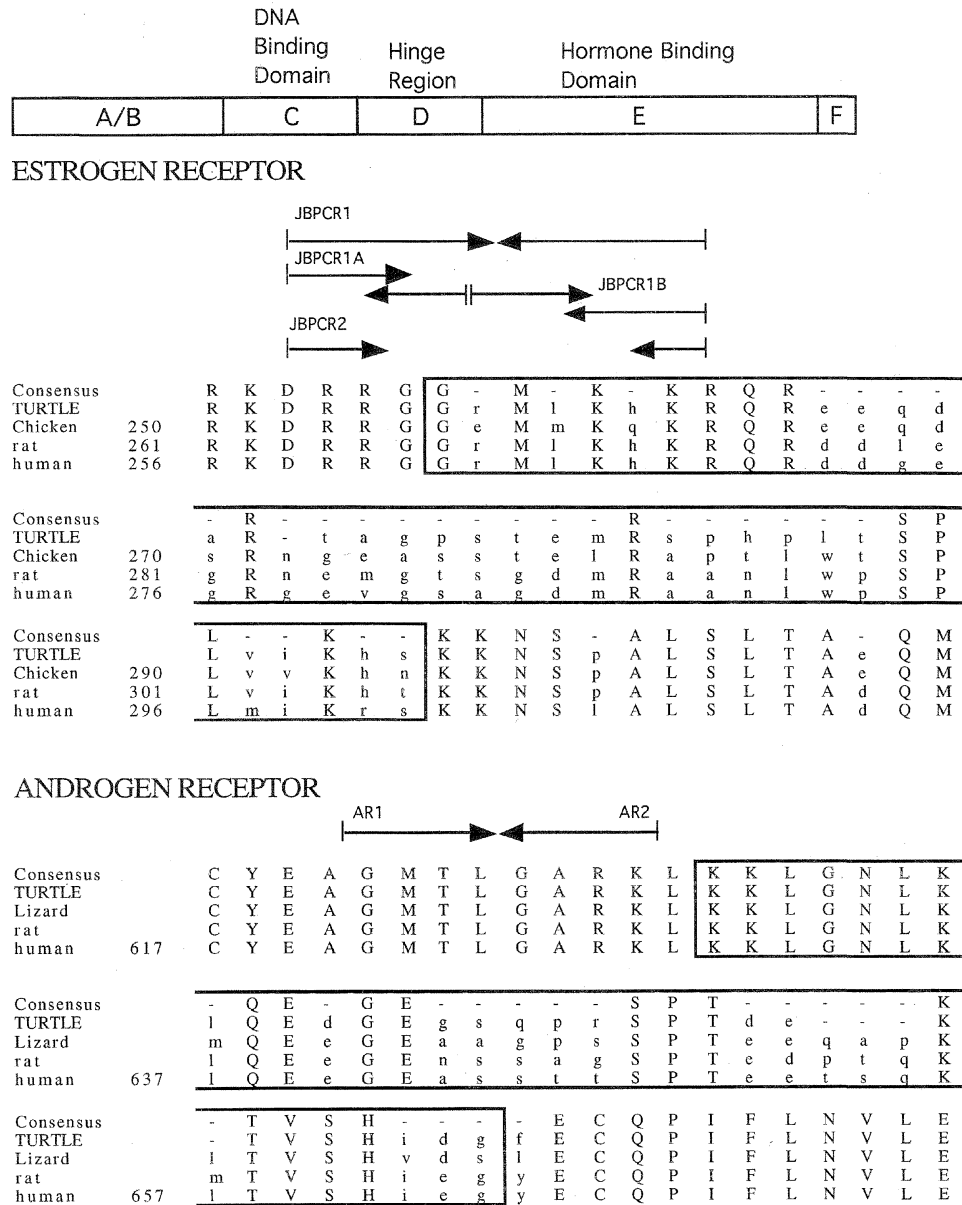 DNA
Binding Domain
Hinge Region
Hormone Binding Domain
A/B C D E F
ESTROGEN RECEPTOR
JBPCR1
JBPCR1A
JBPCR1B
JBPCR2
Consensus R K D R R G G - M - K - K R Q R - - - -
TURTLE R K D R R G G r M l K h K R Q R e e q d
Chicken 250 R K D R R G G e M m K q K R Q R e e q d
rat 261 R K D R R G G r M l K h K R Q R d d l e
human 256 R K D R R G G r M l K h K R Q R d d g e
Consensus - R - - - - - - - - - R - - - - - - S P
TURTLE a R - t a g p s t e m R s p h p l t S P
Chicken 270 s R n g e a s s t e l R a p t l w t S P
rat 281 g R n e m g t s g d m R a a n l w p S P
human 276 g R g e v g s a g d m R a a n l w p S P
Consensus L - - K - - K K N S - A L S L T A - Q M
TURTLE L v i K h s K K N S p A L S L T A e Q M
Chicken 290 L v v K h n K K N S p A L S L T A e Q M
rat 301 L v i K h t K K N S p A L S L T A d Q M
human 296 L m i K r s K K N S l A L S L T A d Q M
ANDROGEN RECEPTOR
AR1 AR2
Consensus C Y E A G M T L G A R K L K K L G N L K
TURTLE C Y E A G M T L G A R K L K K L G N L K
Lizard C Y E A G M T L G A R K L K K L G N L K
rat C Y E A G M T L G A R K L K K L G N L K
human 617 C Y E A G M T L G A R K L K K L G N L K
Consensus - Q E - G E - - - - - S P T - - - - - K
TURTLE l Q E d G E g s q p r S P T d e - - - K
Lizard m Q E e G E a a g p s S P T e e q a p K
rat l Q E e G E n s s a g S P T e d p t q K
human 637 l Q E e G E a s s t t S P T e e t s q K
Consensus - T V S H - - - - E C Q P I F L N V L E
TURTLE - T V S H i d g f E C Q P I F L N V L E
Lizard l T V S H v d s l E C Q P I F L N V L E
rat m T V S H i e g y E C Q P I F L N V L E
human 657 l T V S H i e g y E C Q P I F L N V L E